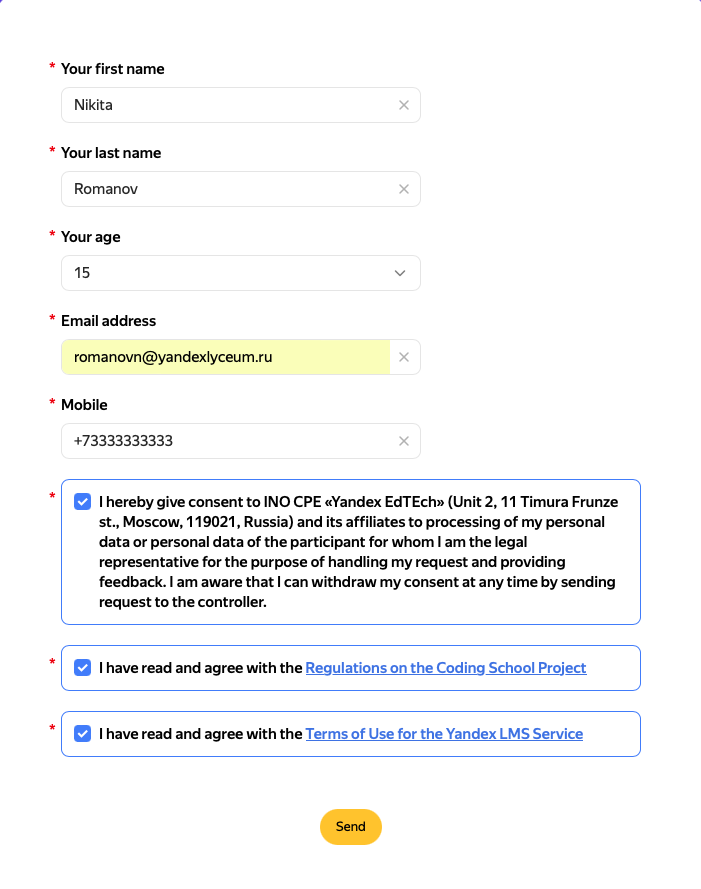 * Your first name
Nikita
* Your last name
Romanov
* Your age
15
* Email address
romanovn@yandexlyceum.ru
* Mobile
+73333333333
* I hereby give consent to INO CPE «Yandex EdTEch» (Unit 2, 11 Timura Frunze
st., Moscow, 119021, Russia) and its affiliates to processing of my personal
data or personal data of the participant for whom I am the legal
representative for the purpose of handling my request and providing
feedback. I am aware that I can withdraw my consent at any time by sending
request to the controller.
* I have read and agree with the Regulations on the Coding School Project
* I have read and agree with the Terms of Use for the Yandex LMS Service
Send